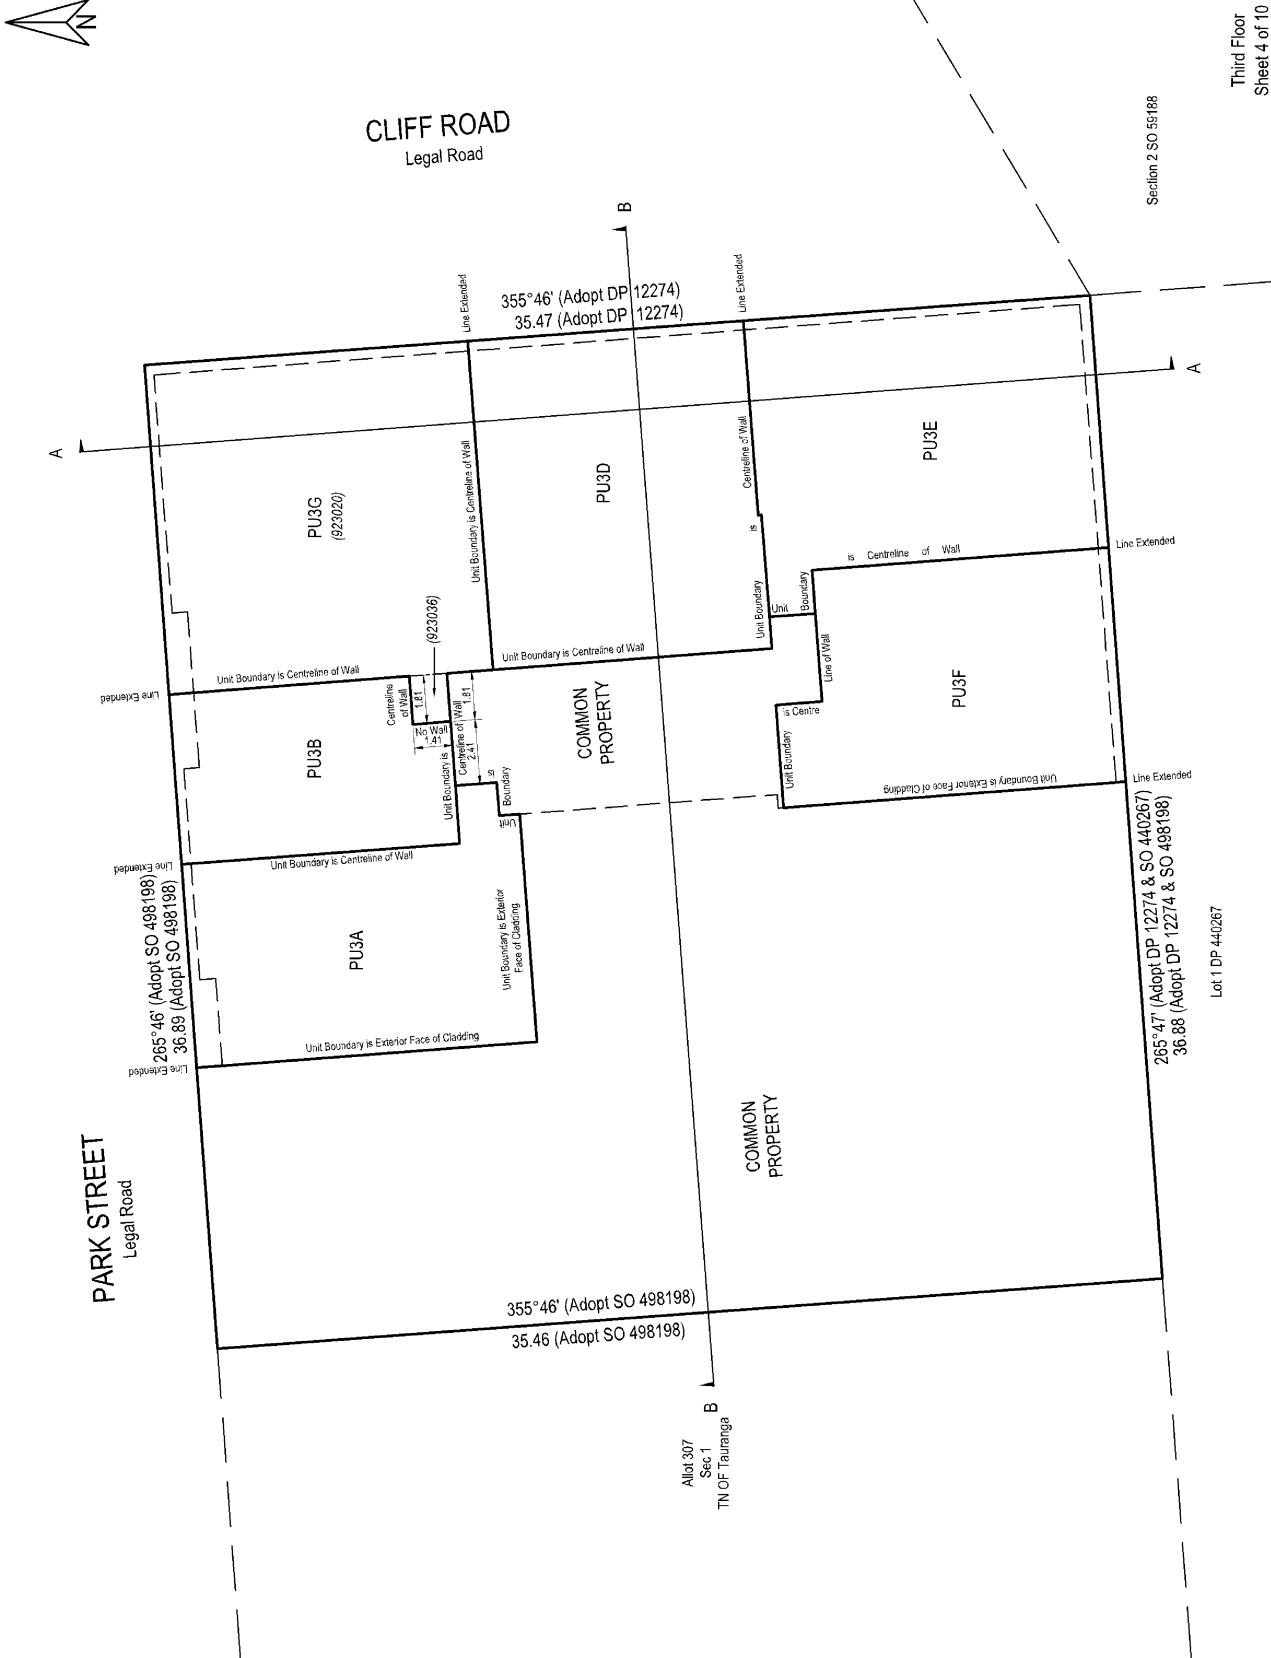 N
Third Floor
Sheet 4 of 10
CLIFF ROAD
Legal Road
Section 2 SO 59188
B
Line Extended
355°46' (Adopt DP 12274)
35.47 (Adopt DP 12274)
Line Extended
A
A
PU3G
(923020)
Unit Boundary is Centreline of Wall
PU3D
Centreline of Wall
is
Unit Boundary
PU3E
is Centreline of Wall
Line Extended
Unit
Boundary
Line of Wall
is Centre
Unit Boundary
PU3F
Unit Boundary is Exterior Face of Cladding
Line Extended
(923036)
Unit Boundary is Centreline of Wall
Unit Boundary is Centreline of Wall
Line Extended
Centreline
of Wall
1.81
No Wall
1.41
Unit Boundary is
Centreline of Wall
1.81
2.41
is
Boundary
Unit
COMMON
PROPERTY
PU3B
Line Extended
Unit Boundary is Centreline of Wall
265°46' (Adopt SO 498198)
36.89 (Adopt SO 498198)
PU3A
Unit Boundary is Exterior
Face of Cladding
Unit Boundary is Exterior Face of Cladding
Line Extended
265°47' (Adopt DP 12274 & SO 440267)
36.88 (Adopt DP 12274 & SO 498198)
Lot 1 DP 440267
COMMON
PROPERTY
PARK STREET
Legal Road
355°46' (Adopt SO 498198)
35.46 (Adopt SO 498198)
B
Allot 307
Sec 1
TN OF Tauranga